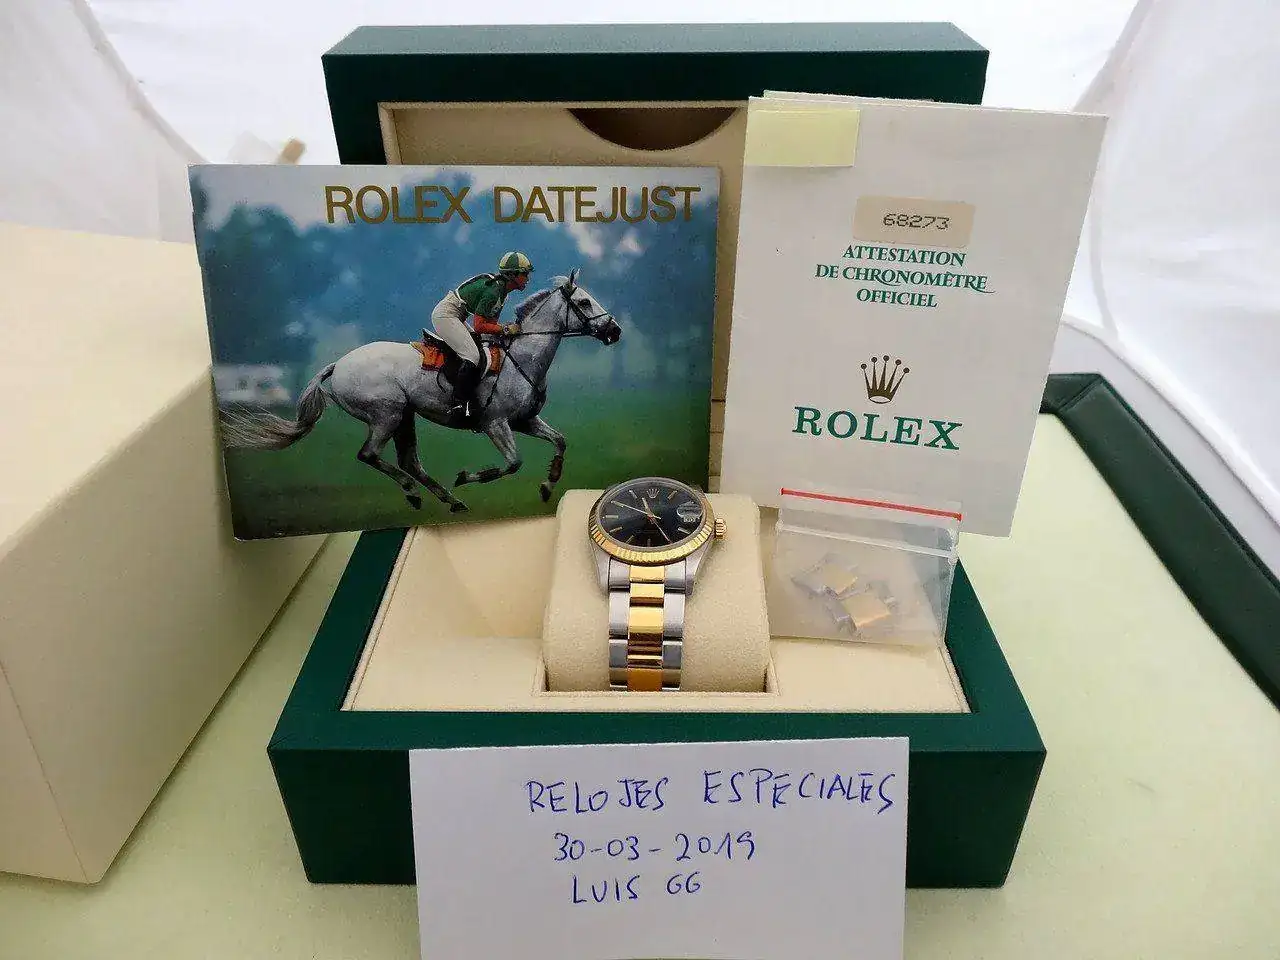 ROLEX DATEJUST
68273
ATTESTATION
DE CHRONOMÈTRE
OFFICIEL
ROLEX
RELOJES ESPECIALES
30-03-2019
LUIS GG